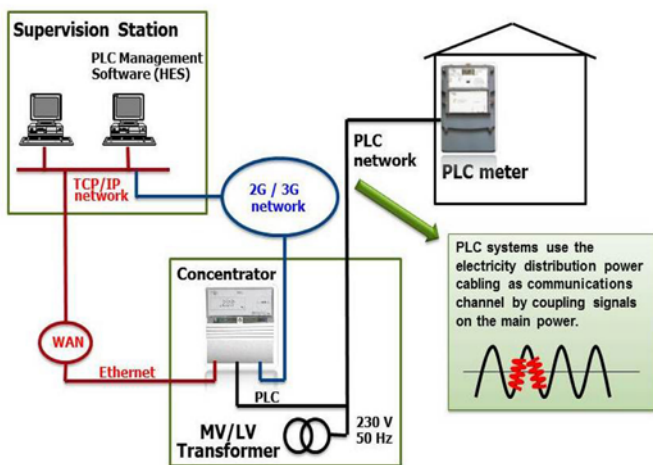 Supervision Station
PLC Management
Software (HES)
TCP/IP
network
2G / 3G
network
PLC
network
PLC meter
PLC systems use the
electricity distribution power
cabling as communications
channel by coupling signals
on the main power.
Concentrator
WAN
Ethernet
PLC
MV/LV
Transformer
230 V
50 Hz